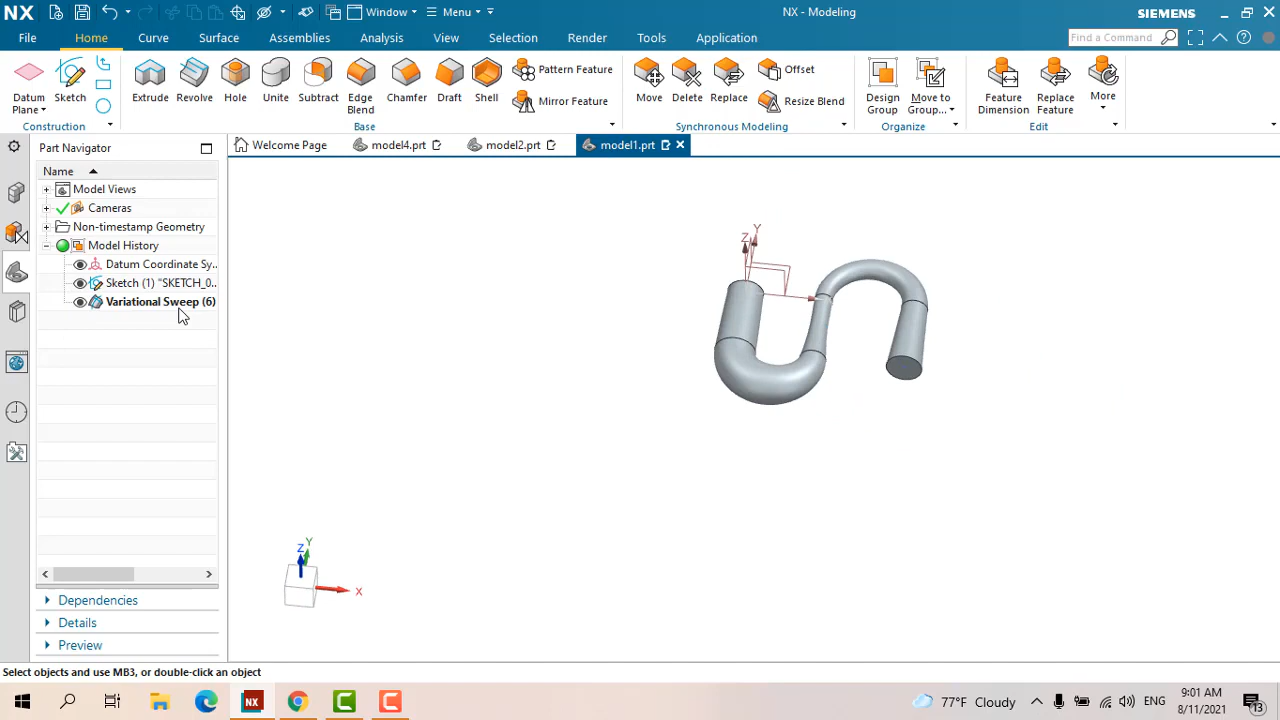 NX
Window
Menu
NX - Modeling
SIEMENS
File
Home
Curve
Surface
Assemblies
Analysis
View
Selection
Render
Tools
Application
Find a Command
Datum
Plane
Sketch
Construction
Extrude
Revolve
Hole
Unite
Subtract
Edge
Blend
Chamfer
Draft
Shell
Pattern Feature
Mirror Feature
Base
Move
Delete
Replace
Offset
Resize Blend
Synchronous Modeling
Design
Group
Move to
Group...
Organize
Feature
Dimension
Replace
Feature
More
Edit
Part Navigator
Welcome Page
model4.prt
model2.prt
model1.prt
Name
Model Views
Cameras
Non-timestamp Geometry
Model History
Datum Coordinate Sy...
Sketch (1) "SKETCH_0...
Variational Sweep (6)
Z
Y
Z
Y
X
Dependencies
Details
Preview
Select objects and use MB3, or double-click an object
NX
77°F Cloudy
ENG
9:01 AM
8/11/2021
13